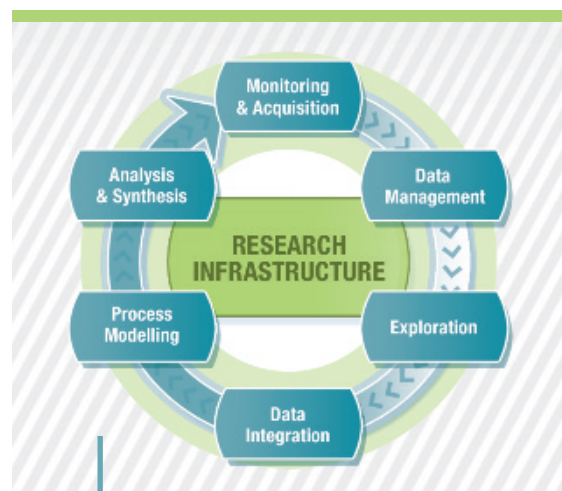 Monitoring
& Acquisition
Analysis
& Synthesis
Data
Management
RESEARCH
INFRASTRUCTURE
Process
Modelling
Exploration
Data
Integration